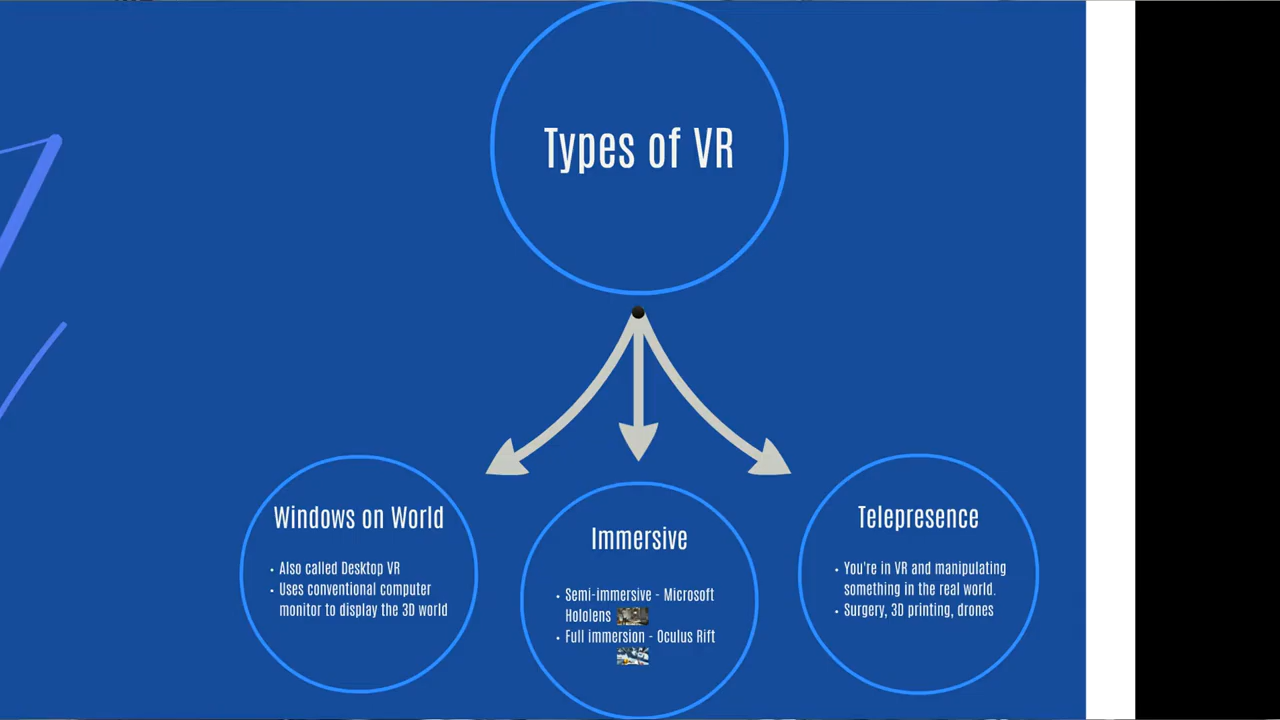 Types of VR
Windows on World
• Also called Desktop VR
• Uses conventional computer
monitor to display the 3D world
Immersive
• Semi-immersive - Microsoft
Hololens
• Full immersion - Oculus Rift
Telepresence
• You're in VR and manipulating
something in the real world.
• Surgery, 3D printing, drones